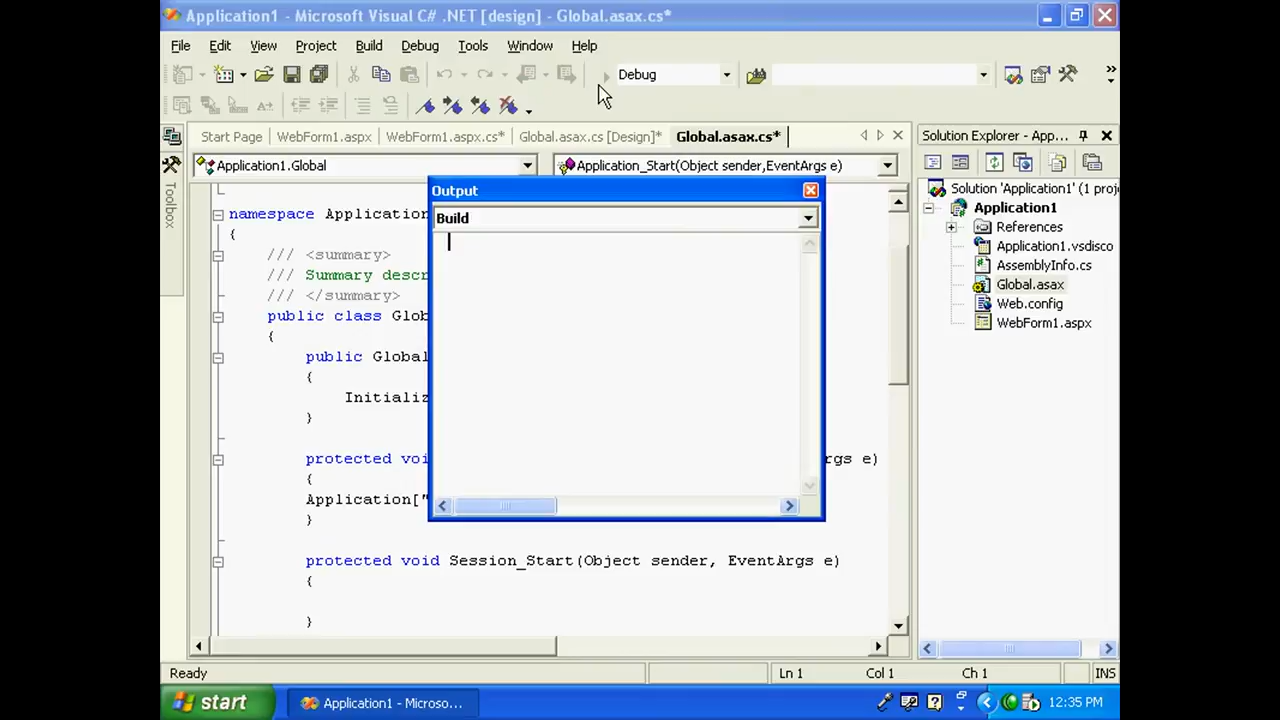 Application1 - Microsoft Visual C# .NET [design] - Global.asax.cs*
File Edit View Project Build Debug Tools Window Help
Debug
Start Page WebForm1.aspx WebForm1.aspx.cs* Global.asax.cs [Design]* Global.asax.cs*
Application1.Global Application_Start(Object sender,EventArgs e)
Toolbox
namespace Application
{
/// <summary>
/// Summary descr
/// </summary>
public class Glob
{
public Global
{
Initializ
}
protected voi
rgs e)
{
Application["
}
protected void Session_Start(Object sender, EventArgs e)
{
}
Output
Build
Solution Explorer - App...
Solution 'Application1' (1 proj
Application1
References
Application1.vsdisco
AssemblyInfo.cs
Global.asax
Web.config
WebForm1.aspx
Ready Ln 1 Col 1 Ch 1 INS
start Application1 - Microso... 12:35 PM